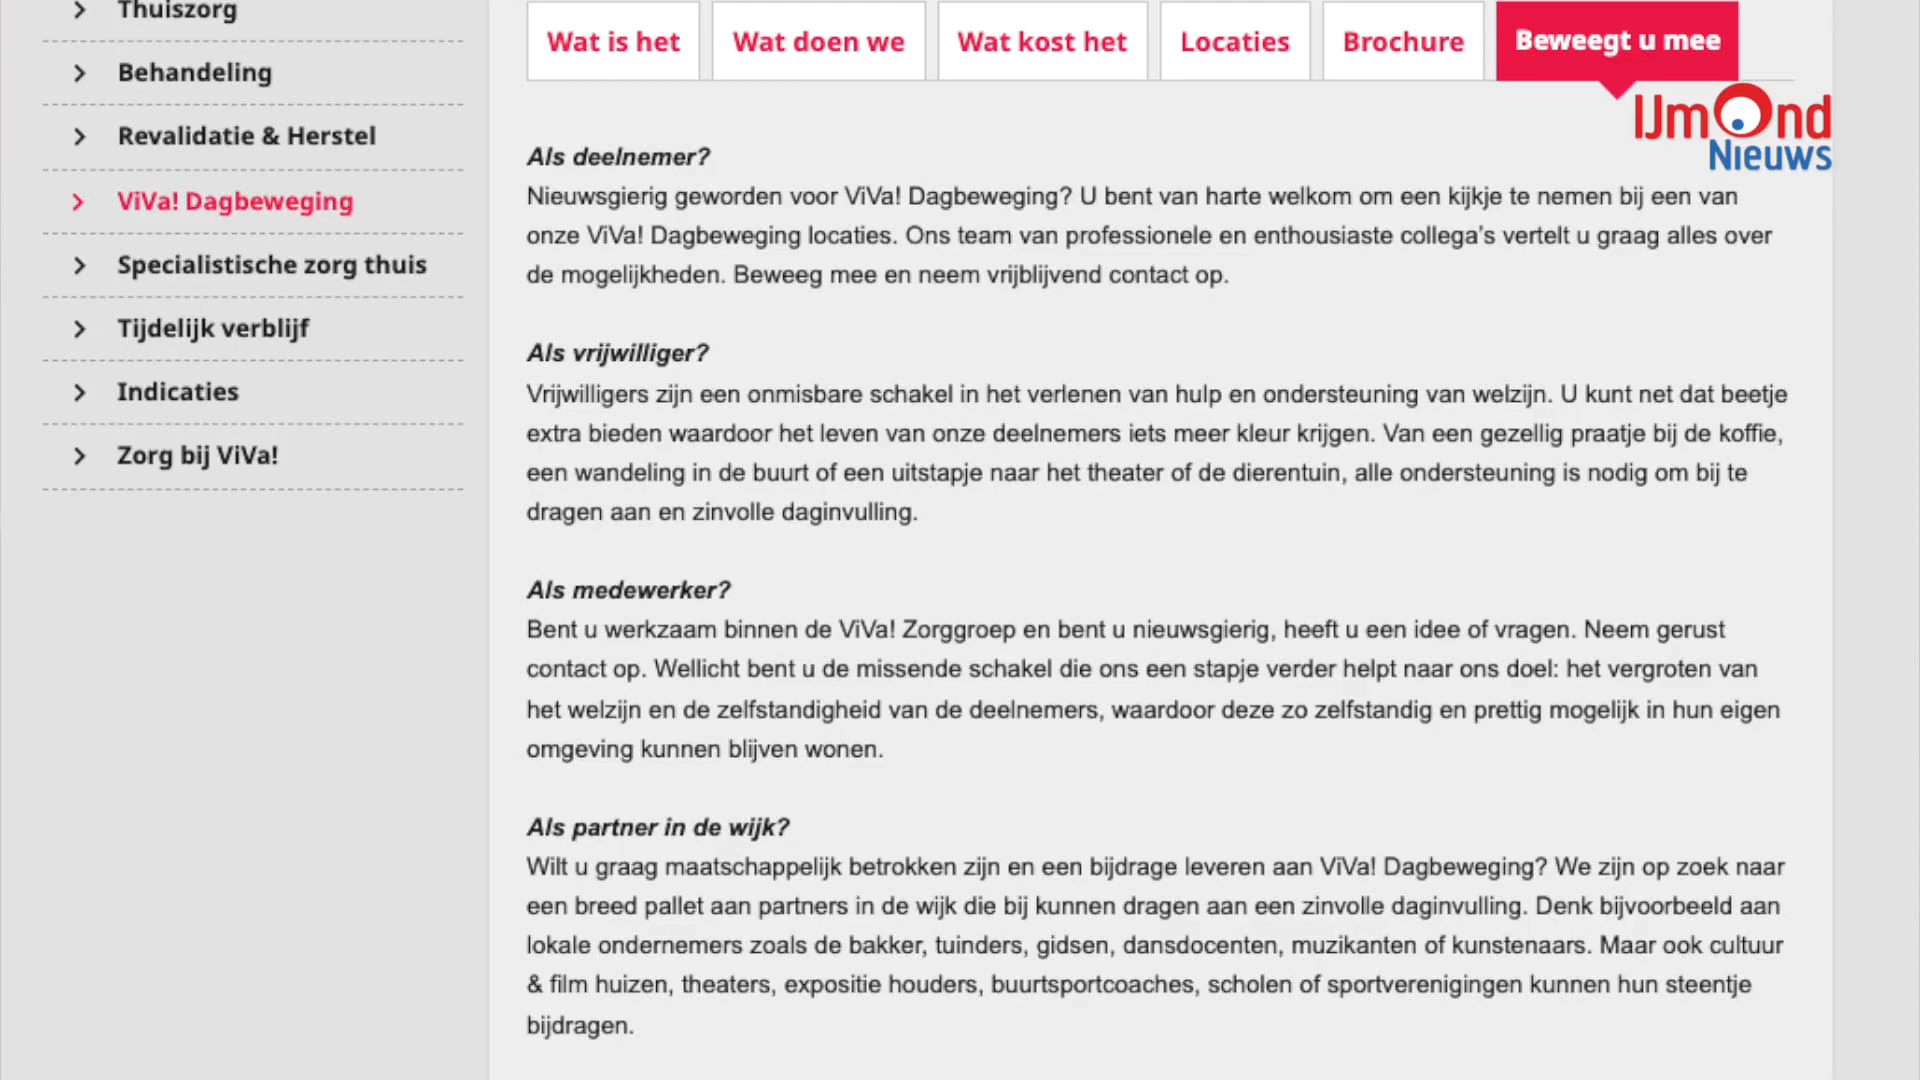 Thuiszorg
Behandeling
Revalidatie & Herstel
ViVa! Dagbeweging
Specialistische zorg thuis
Tijdelijk verblijf
Indicaties
Zorg bij ViVa!
Wat is het
Wat doen we
Wat kost het
Locaties
Brochure
Beweegt u mee
IJmOnd
Nieuws
Als deelnemer?
Nieuwsgierig geworden voor ViVa! Dagbeweging? U bent van harte welkom om een kijkje te nemen bij een van
onze ViVa! Dagbeweging locaties. Ons team van professionele en enthousiaste collega's vertelt u graag alles over
de mogelijkheden. Beweeg mee en neem vrijblijvend contact op.
Als vrijwilliger?
Vrijwilligers zijn een onmisbare schakel in het verlenen van hulp en ondersteuning van welzijn. U kunt net dat beetje
extra bieden waardoor het leven van onze deelnemers iets meer kleur krijgen. Van een gezellig praatje bij de koffie,
een wandeling in de buurt of een uitstapje naar het theater of de dierentuin, alle ondersteuning is nodig om bij te
dragen aan en zinvolle daginvulling.
Als medewerker?
Bent u werkzaam binnen de ViVa! Zorggroep en bent u nieuwsgierig, heeft u een idee of vragen. Neem gerust
contact op. Wellicht bent u de missende schakel die ons een stapje verder helpt naar ons doel: het vergroten van
het welzijn en de zelfstandigheid van de deelnemers, waardoor deze zo zelfstandig en prettig mogelijk in hun eigen
omgeving kunnen blijven wonen.
Als partner in de wijk?
Wilt u graag maatschappelijk betrokken zijn en een bijdrage leveren aan ViVa! Dagbeweging? We zijn op zoek naar
een breed pallet aan partners in de wijk die bij kunnen dragen aan een zinvolle daginvulling. Denk bijvoorbeeld aan
lokale ondernemers zoals de bakker, tuinders, gidsen, dansdocenten, muzikanten of kunstenaars. Maar ook cultuur
& film huizen, theaters, expositie houders, buurtsportcoaches, scholen of sportverenigingen kunnen hun steentje
bijdragen.